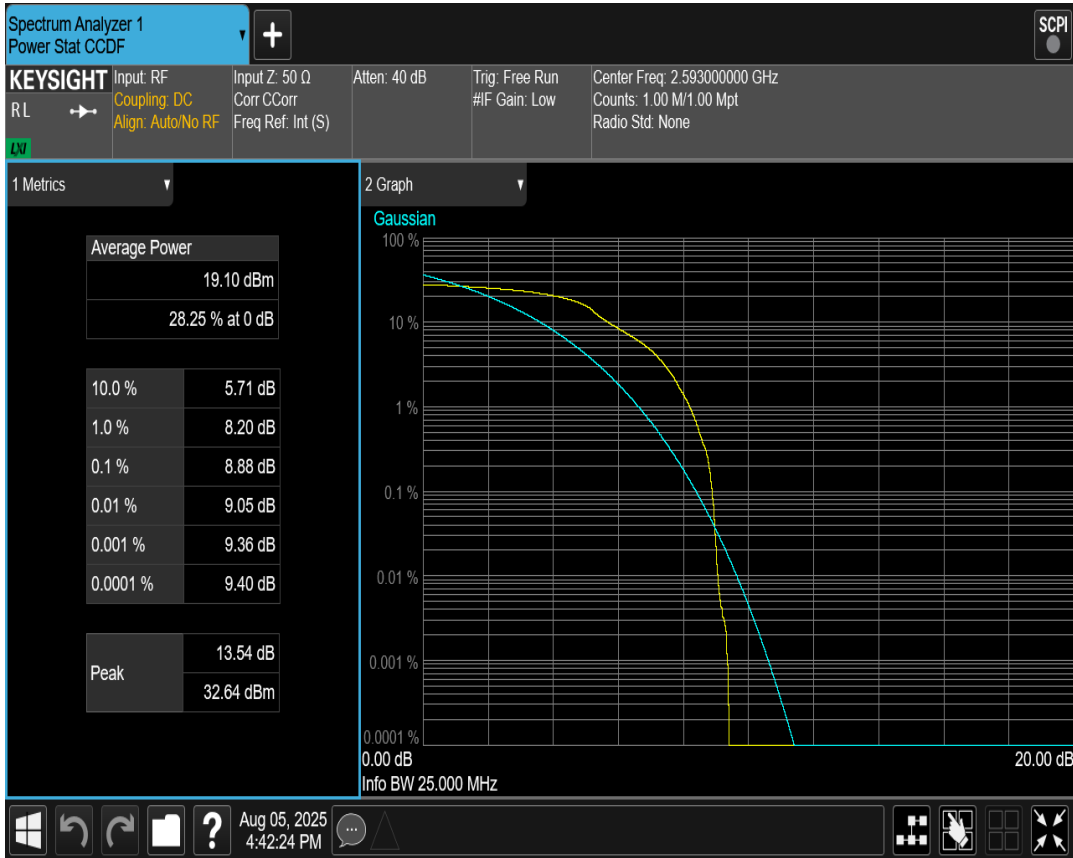 Spectrum Analyzer 1
Power Stat CCDF
▼
+
SCPI
KEYSIGHT
RL
LXI
Input: RF
Coupling: DC
Align: Auto/No RF
Input Z: 50 Ω
Corr CCorr
Freq Ref: Int (S)
Atten: 40 dB
Trig: Free Run
#IF Gain: Low
Center Freq: 2.593000000 GHz
Counts: 1.00 M/1.00 Mpt
Radio Std: None
1 Metrics ▼
Average Power
19.10 dBm
28.25 % at 0 dB
10.0 % 5.71 dB
1.0 % 8.20 dB
0.1 % 8.88 dB
0.01 % 9.05 dB
0.001 % 9.36 dB
0.0001 % 9.40 dB
Peak
13.54 dB
32.64 dBm
2 Graph ▼
Gaussian
100 %
10 %
1 %
0.1 %
0.01 %
0.001 %
0.0001 %
0.00 dB 20.00 dB
Info BW 25.000 MHz
?
Aug 05, 2025
4:42:24 PM